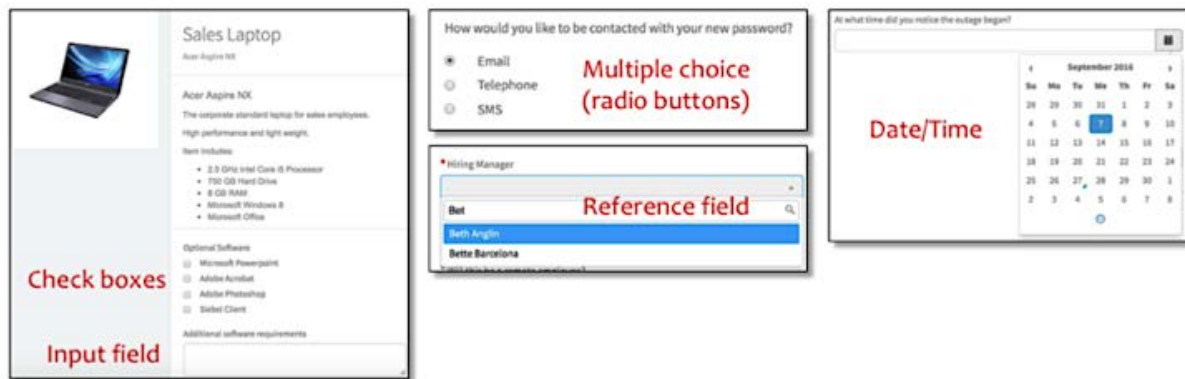 Sales Laptop
Acer Aspire NX
Acer Aspire NX
The corporate standard laptop for sales employees.
High performance and light weight.
Item Includes:
2.5 GHz Intel Core i5 Processor
750 GB Hard Drive
8 GB RAM
Microsoft Windows 8
Microsoft Office
Optional Software
Microsoft Powerpoint
Adobe Acrobat
Adobe Photoshop
Siebel Client
Check boxes
Additional software requirements
Input field
How would you like to be contacted with your new password?
Email
Telephone
SMS
Multiple choice
(radio buttons)
*Hiring Manager
Bet
Reference field
Beth Anglin
Bette Barcelona
At what time did you notice the outage began?
September 2016
Su Mo Tu We Th Fr Sa
28 29 30 31 1 2 3
4 5 6 7 8 9 10
11 12 13 14 15 16 17
18 19 20 21 22 23 24
25 26 27 28 29 30 1
2 3 4 5 6 7 8
Date/Time